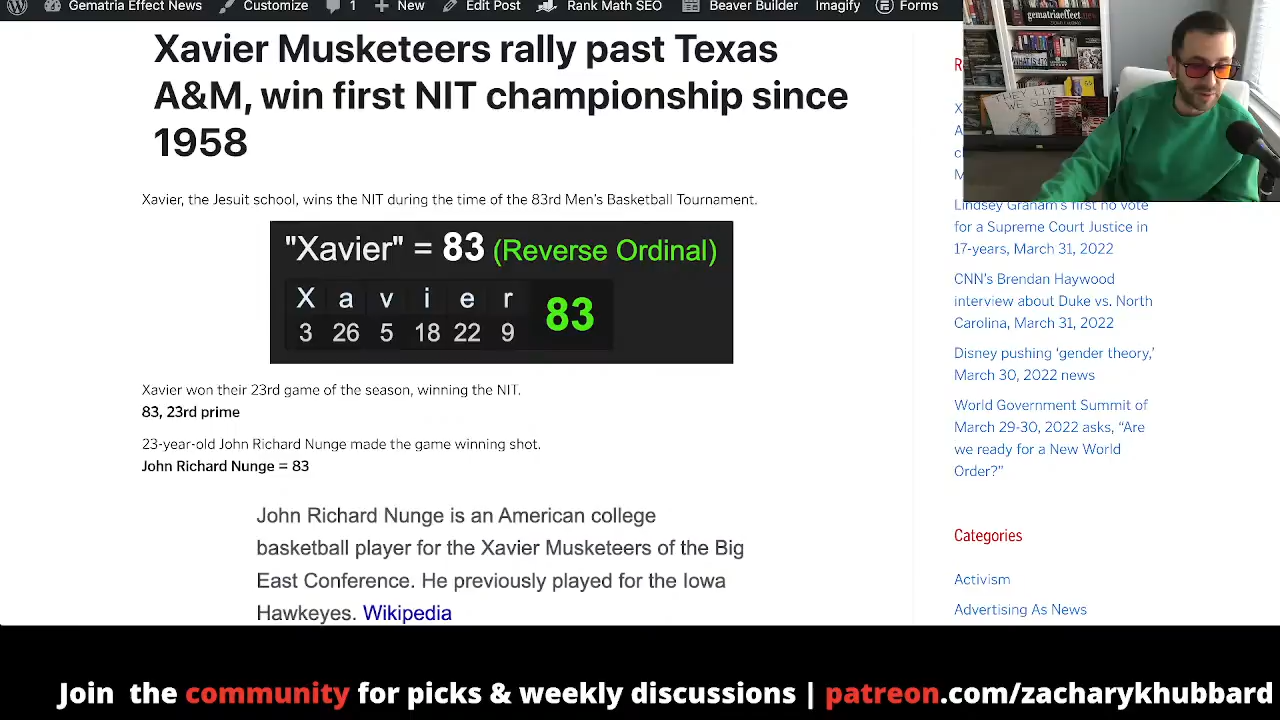 Gematria Effect News Customize 1 New Edit Post Rank Math SEO Beaver Builder Imagify Forms
Xavier Musketeers rally past Texas
A&M, win first NIT championship since
1958
Xavier, the Jesuit school, wins the NIT during the time of the 83rd Men's Basketball Tournament.
"Xavier" = 83 (Reverse Ordinal)
X a v i e r
83
3 26 5 18 22 9
Xavier won their 23rd game of the season, winning the NIT.
83, 23rd prime
23-year-old John Richard Nunge made the game winning shot.
John Richard Nunge = 83
John Richard Nunge is an American college
basketball player for the Xavier Musketeers of the Big
East Conference. He previously played for the Iowa
Hawkeyes. Wikipedia
gematriaeffect.news
THEY LIVE
WE SLEEP
Lindsey Graham's first no vote
for a Supreme Court Justice in
17-years, March 31, 2022
CNN's Brendan Haywood
interview about Duke vs. North
Carolina, March 31, 2022
Disney pushing 'gender theory,'
March 30, 2022 news
World Government Summit of
March 29-30, 2022 asks, "Are
we ready for a New World
Order?"
Categories
Activism
Advertising As News
Join the community for picks & weekly discussions | patreon.com/zacharykhubbard